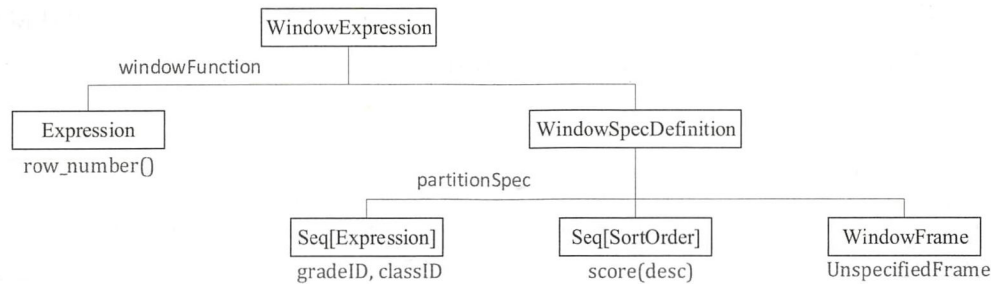 WindowExpression
windowFunction
Expression
WindowSpecDefinition
row_number()
partitionSpec
Seq[Expression]
Seq[SortOrder]
WindowFrame
gradeID, classID
score(desc)
UnspecifiedFrame